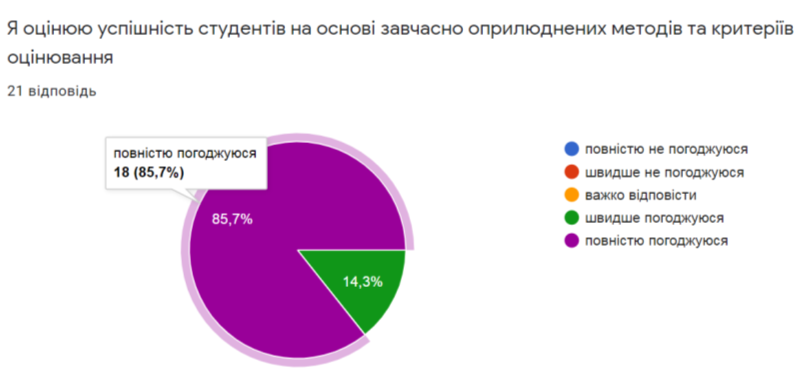 Я оцінюю успішність студентів на основі завчасно оприлюднених методів та критеріїв
оцінювання
21 відповідь
повністю погоджуюся
18 (85,7%)
85,7%
14,3%
повністю не погоджуюся
швидше не погоджуюся
важко відповісти
швидше погоджуюся
повністю погоджуюся